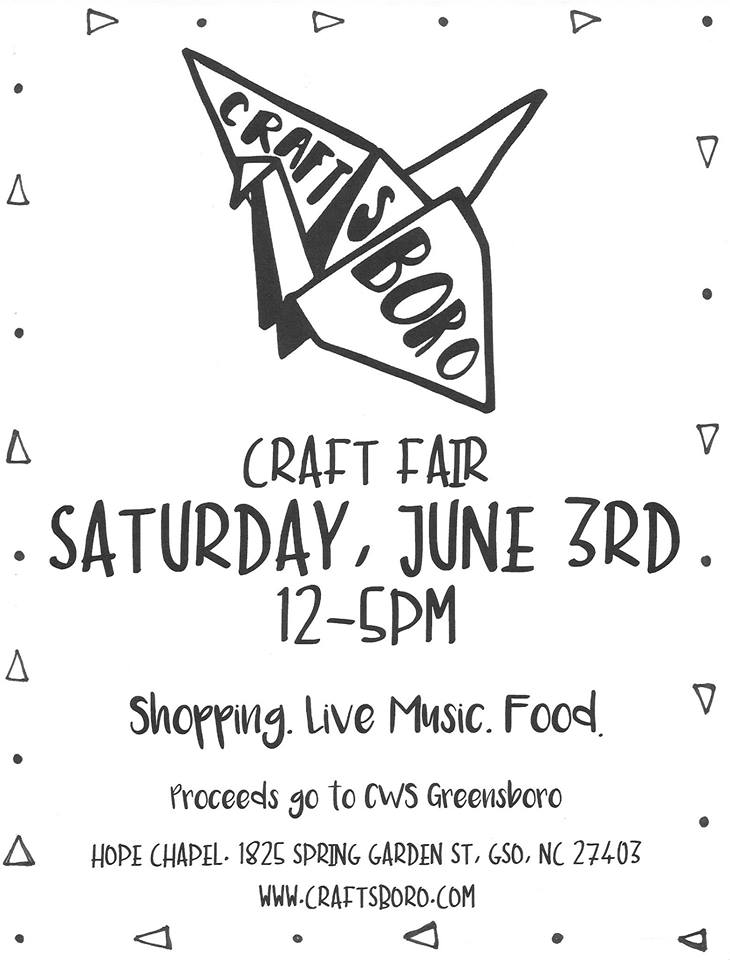 CRAFTSBORO
CRAFT FAIR
SATURDAY, JUNE 3RD
12-5PM
Shopping. Live Music. Food.
Proceeds go to CWS Greensboro
HOPE CHAPEL. 1825 SPRING GARDEN ST, GSO, NC 27403
WWW.CRAFTSBORO.COM